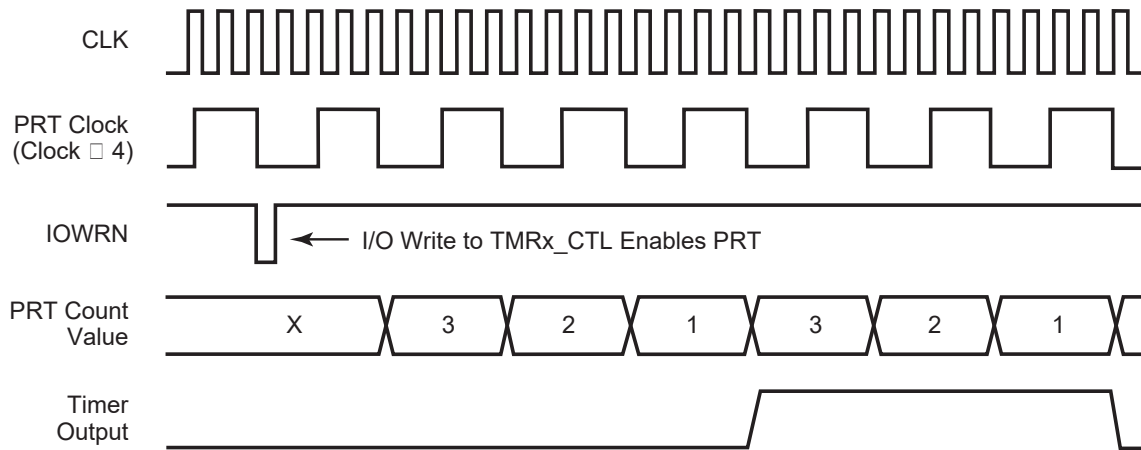 CLK
PRT Clock
(Clock □ 4)
IOWRN
I/O Write to TMRx_CTL Enables PRT
PRT Count
Value
X 3 2 1 3 2 1
Timer
Output